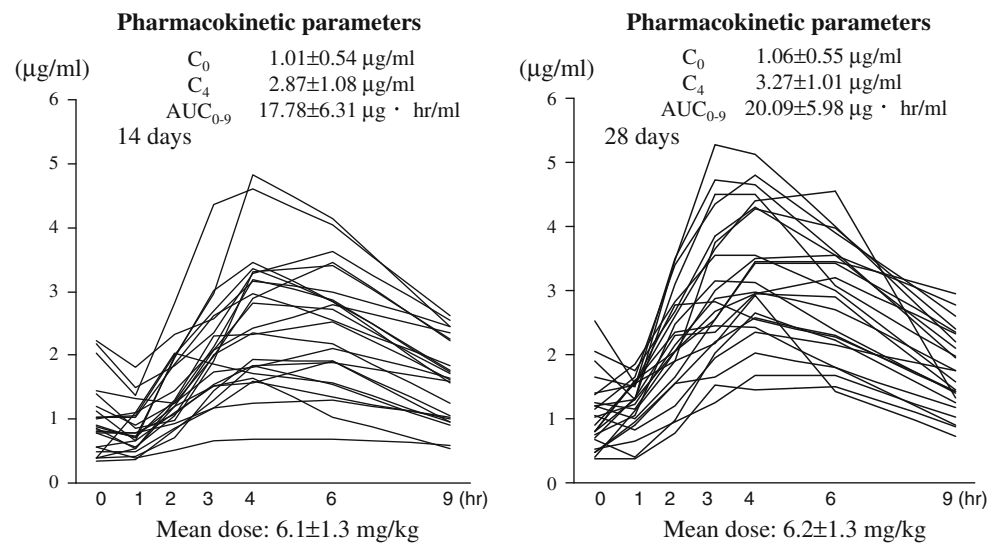 Pharmacokinetic parameters
C0 1.01±0.54 μg/ml
(μg/ml)
C4 2.87±1.08 μg/ml
AUC0-9 17.78±6.31 μg · hr/ml
14 days
6
5
4
3
2
1
0
0 1 2 3 4 6 9 (hr)
Mean dose: 6.1±1.3 mg/kg
Pharmacokinetic parameters
C0 1.06±0.55 μg/ml
(μg/ml)
C4 3.27±1.01 μg/ml
AUC0-9 20.09±5.98 μg · hr/ml
28 days
6
5
4
3
2
1
0
0 1 2 3 4 6 9 (hr)
Mean dose: 6.2±1.3 mg/kg